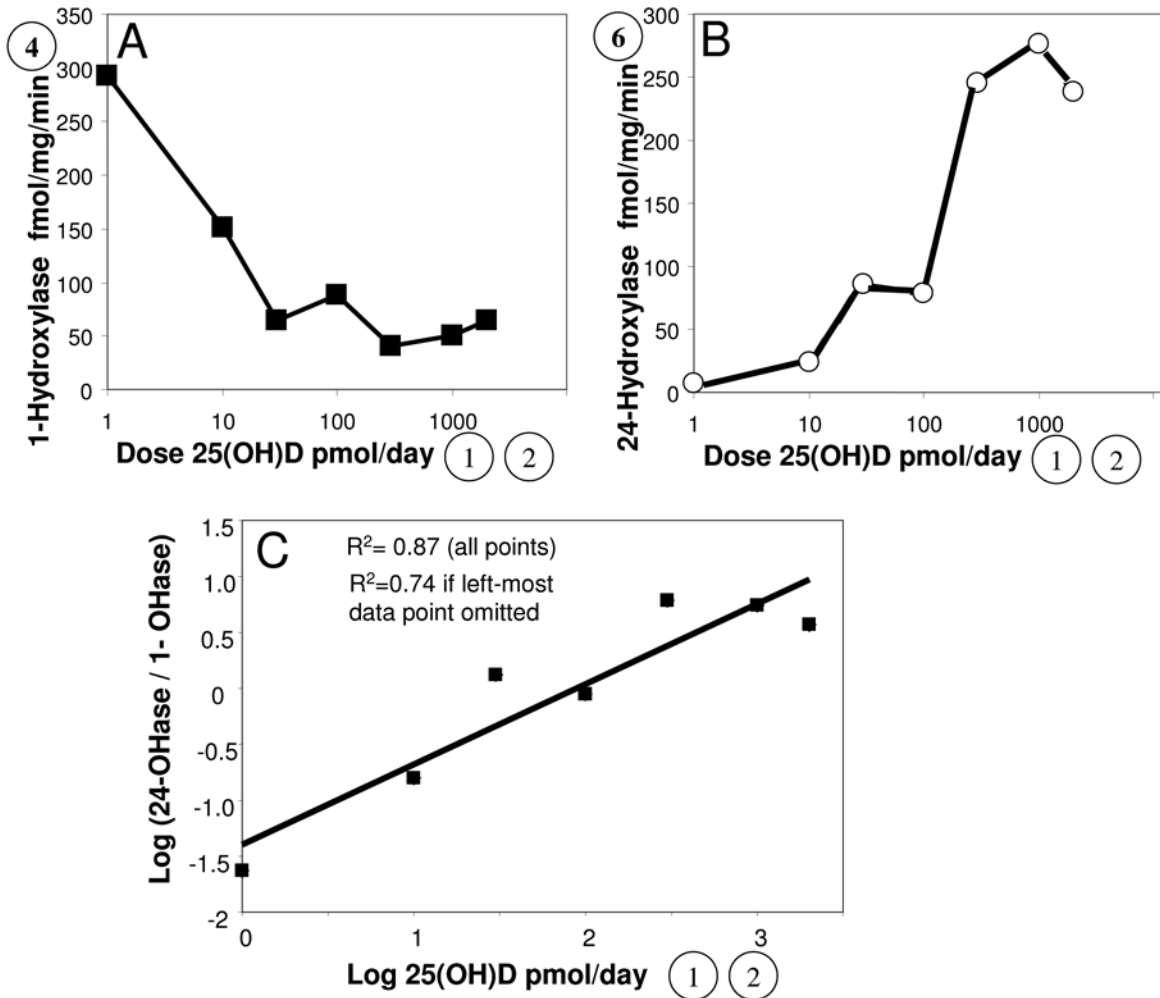 A
4
1-Hydroxylase fmol/mg/min
350
300
250
200
150
100
50
0
1 10 100 1000
Dose 25(OH)D pmol/day 1 2
B
6
24-Hydroxylase fmol/mg/min
300
250
200
150
100
50
0
1 10 100 1000
Dose 25(OH)D pmol/day 1 2
C
R²= 0.87 (all points)
R²=0.74 if left-most
data point omitted
Log (24-OHase / 1- OHase)
1.5
1.0
0.5
0
-0.5
-1.0
-1.5
-2
0 1 2 3
Log 25(OH)D pmol/day 1 2